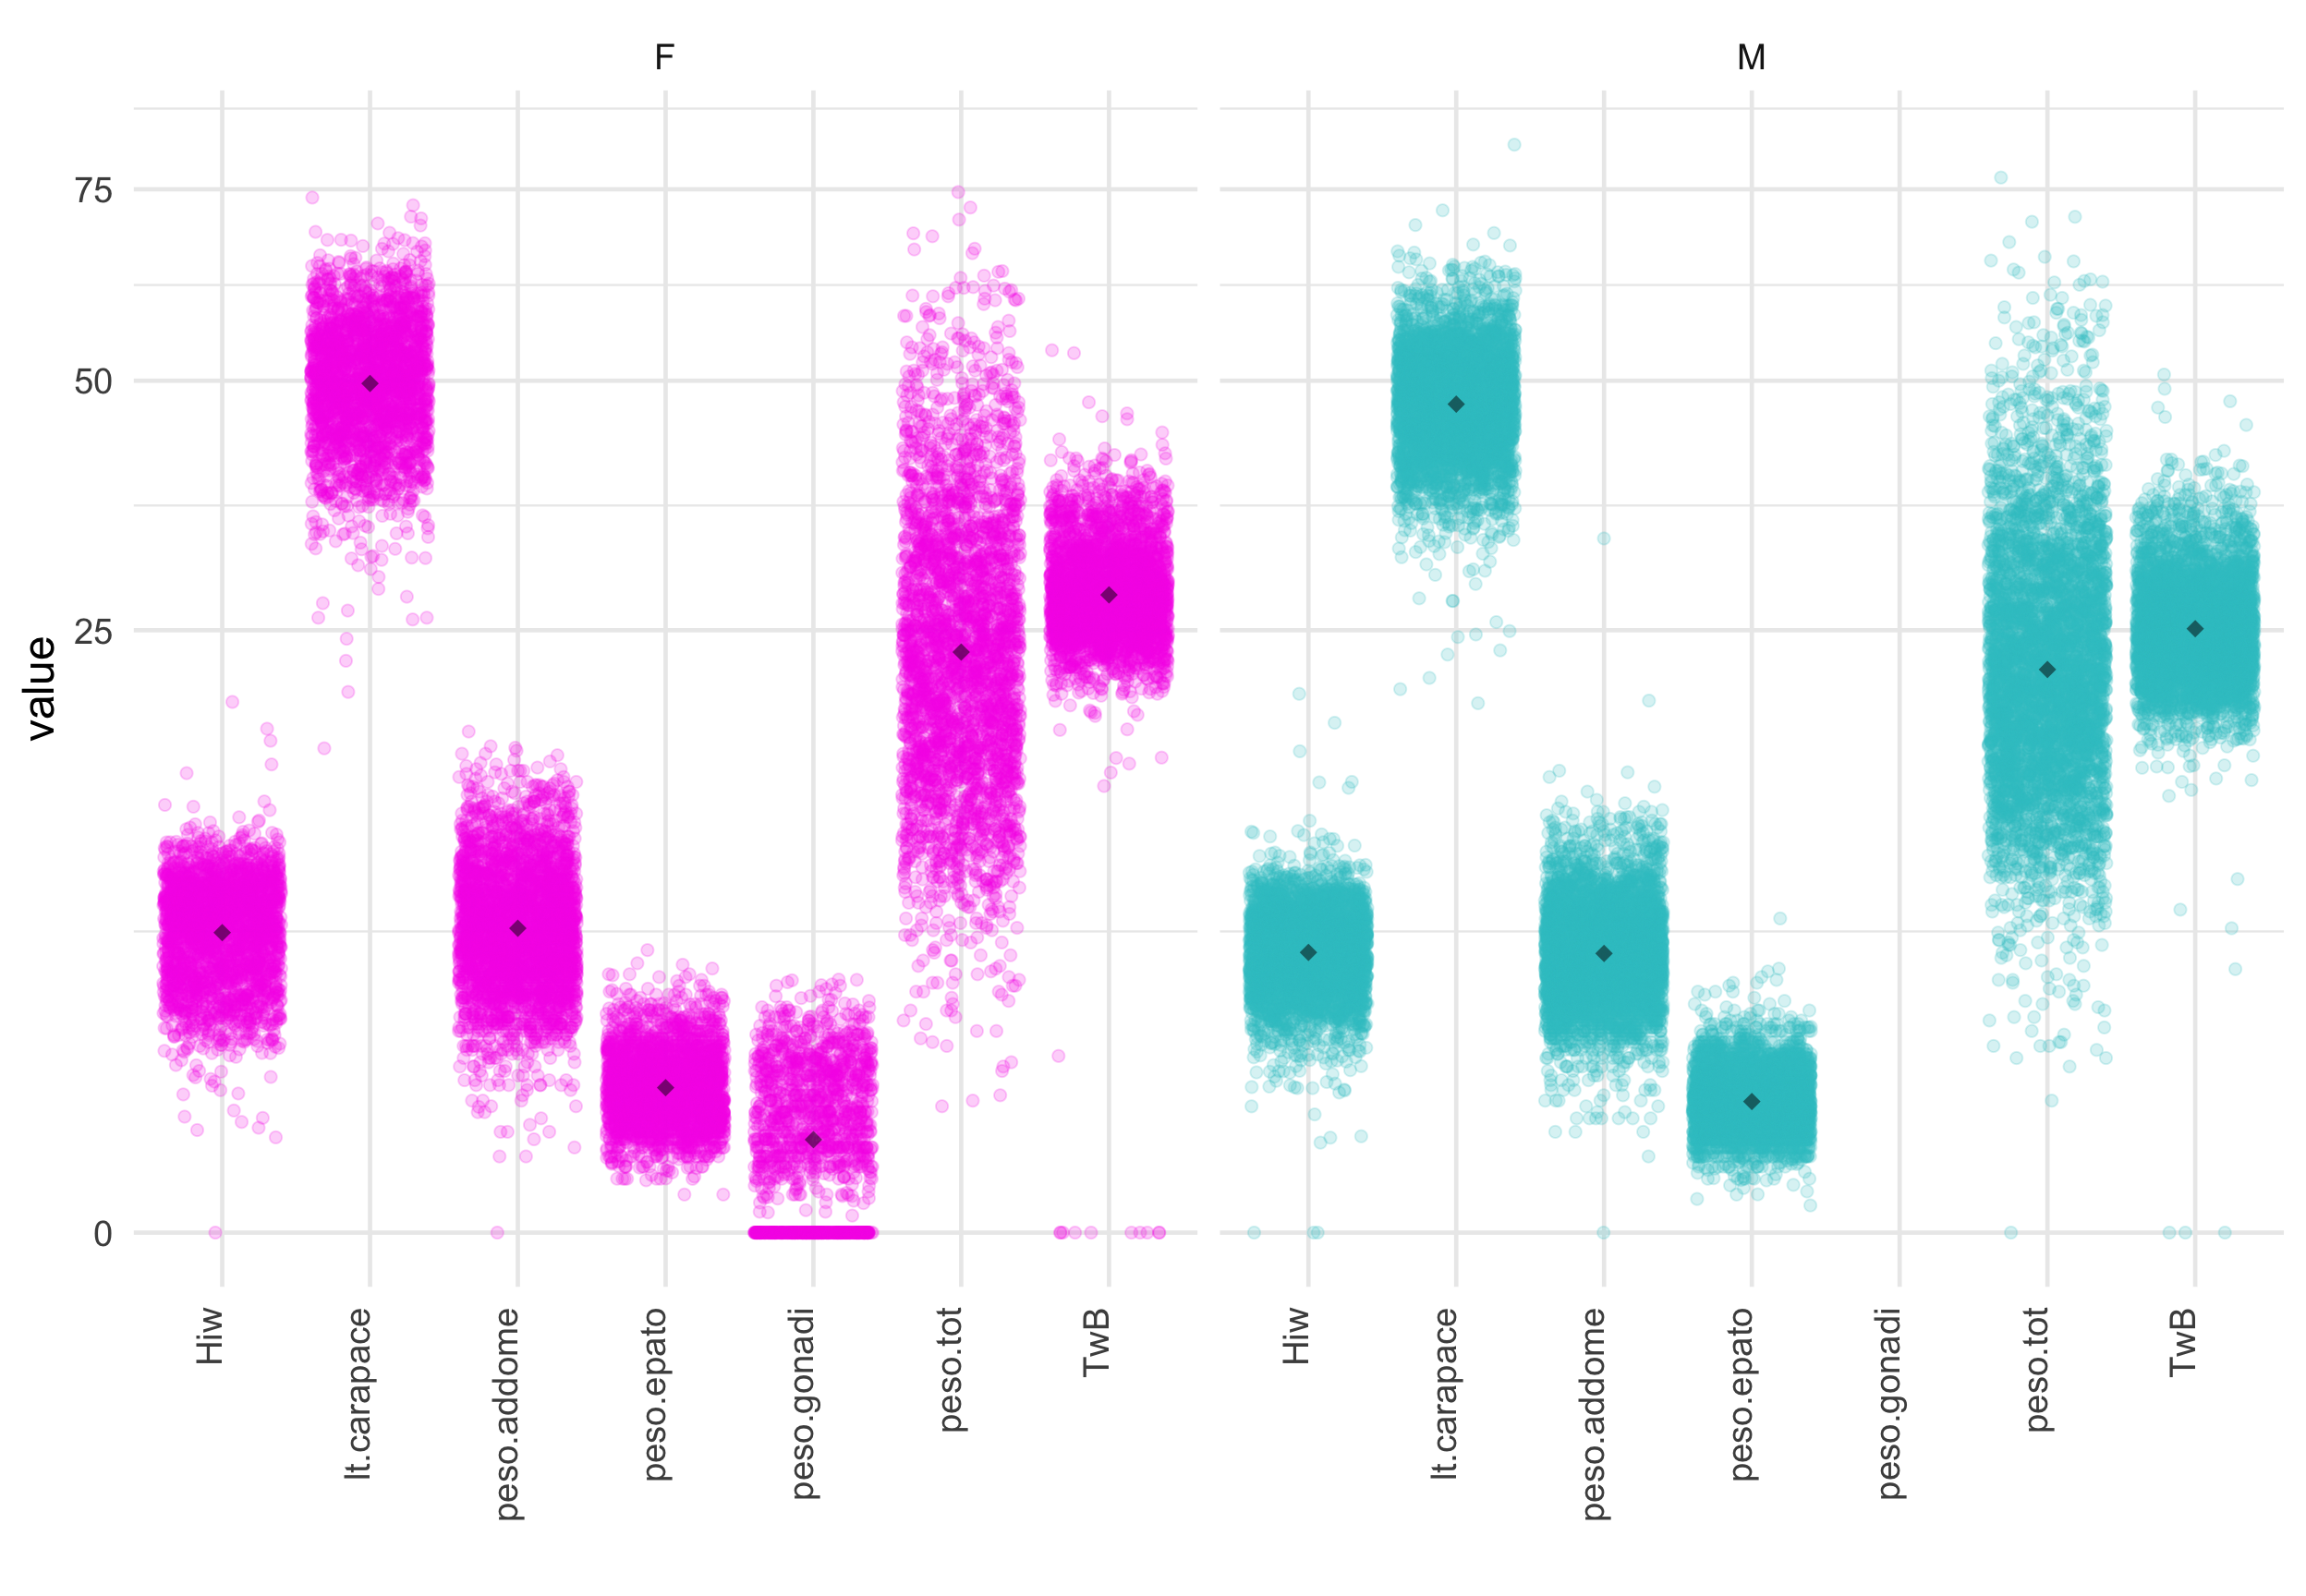 F
M
75
50
25
0
value
Hiw
lt.carapace
peso.addome
peso.epato
peso.gonadi
peso.tot
TwB
Hiw
lt.carapace
peso.addome
peso.epato
peso.gonadi
peso.tot
TwB